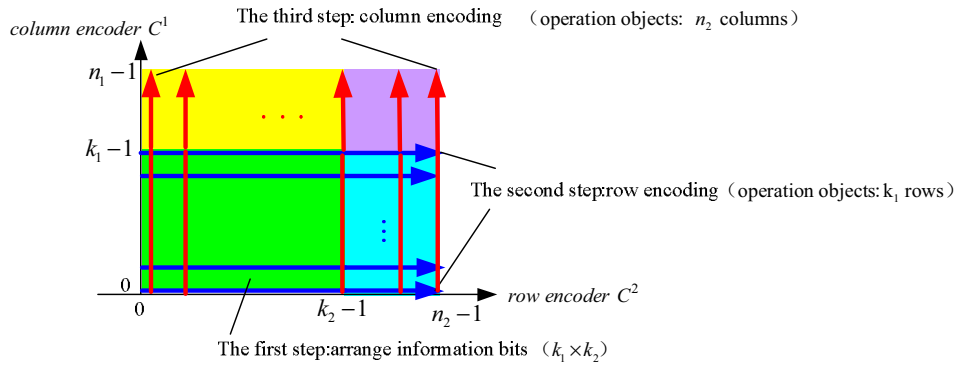 The third step: column encoding （operation objects: n₂ columns）
column encoder C¹
n₁ −1
. . .
k₁ −1
The second step:row encoding（operation objects: k₁ rows）
⋮
0
row encoder C²
0
k₂ −1
n₂ −1
The first step:arrange information bits （k₁ ×k₂）